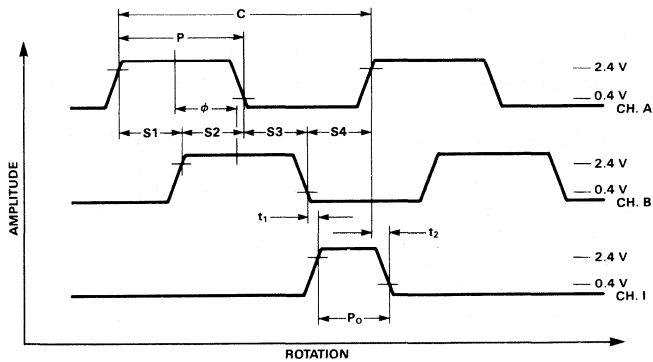 C
P
2.4 V
0.4 V
CH. A
ϕ
S1 S2 S3 S4
2.4 V
0.4 V
CH. B
t₁
t₂
2.4 V
0.4 V
CH. I
P₀
AMPLITUDE
ROTATION